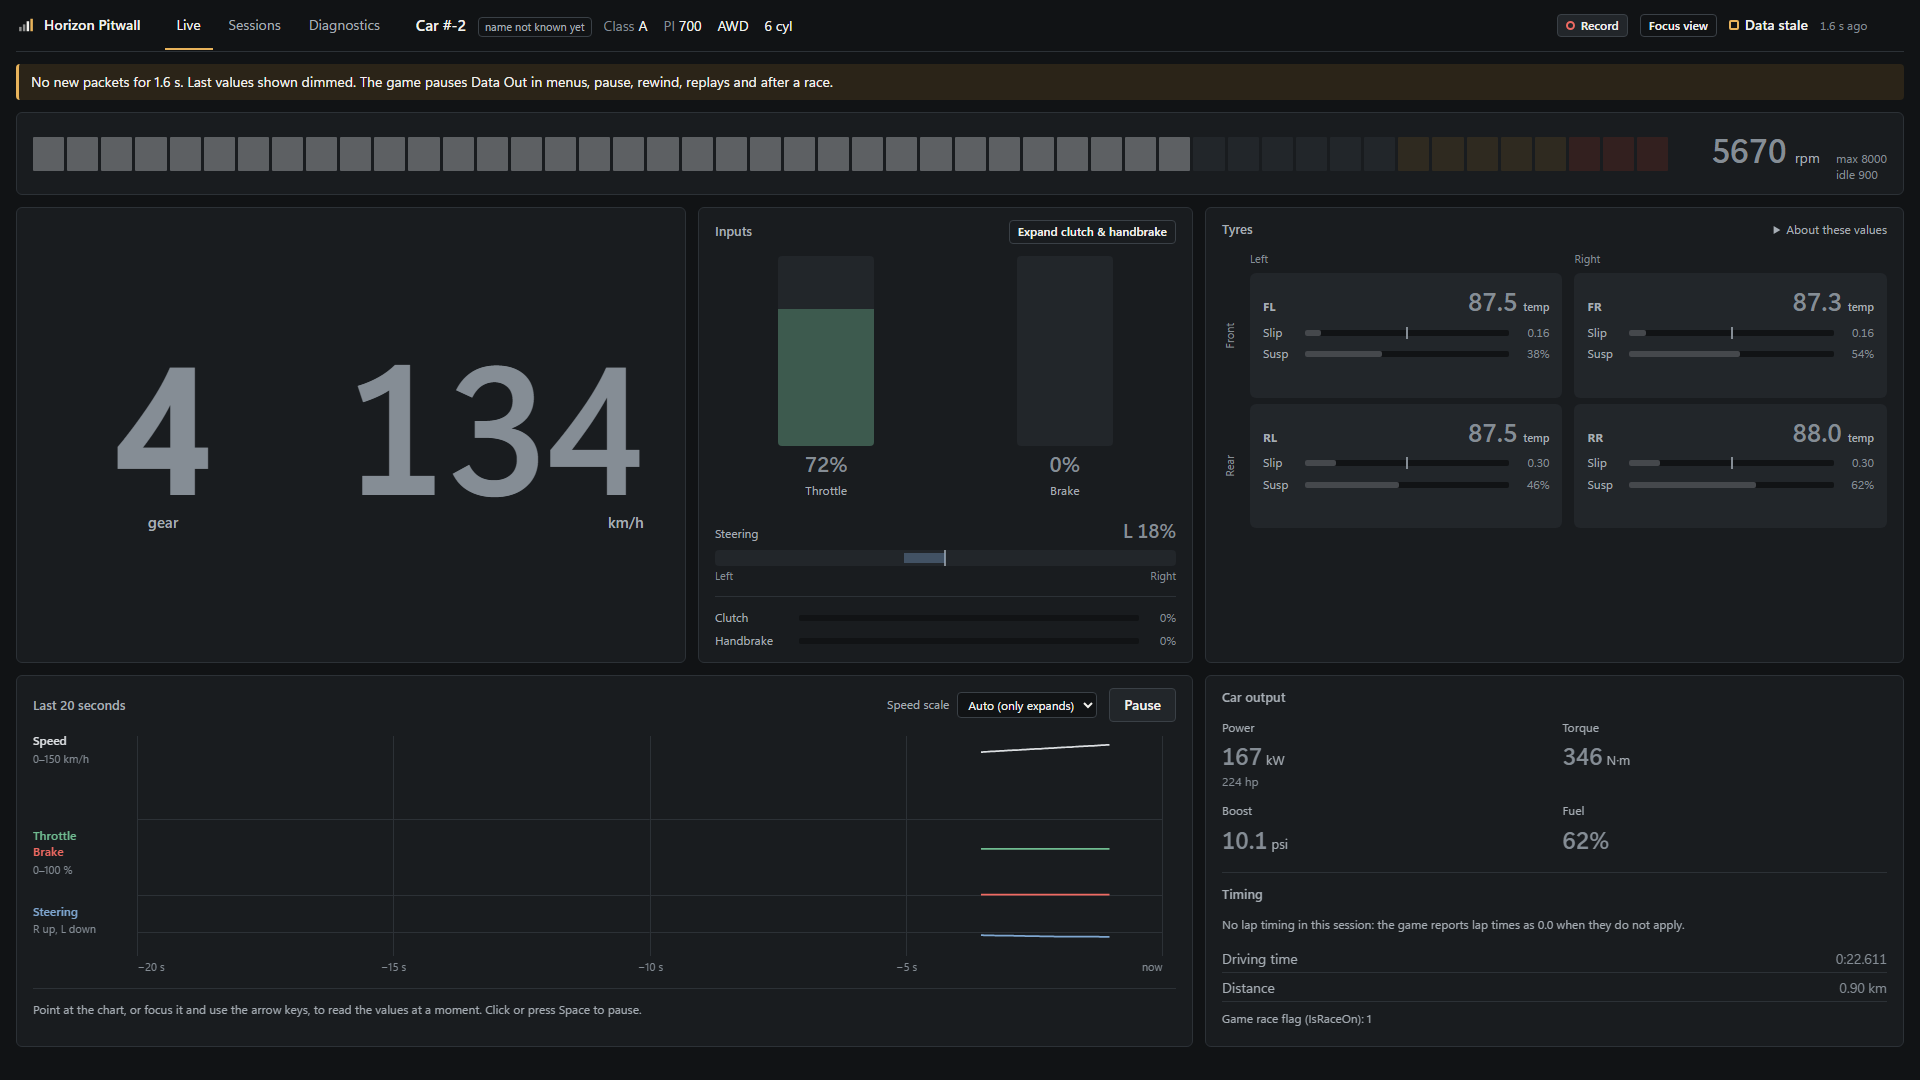 Horizon Pitwall Live Sessions Diagnostics Car #-2 name not known yet Class A PI 700 AWD 6 cyl Record Focus view Data stale 1.6 s ago
No new packets for 1.6 s. Last values shown dimmed. The game pauses Data Out in menus, pause, rewind, replays and after a race.
5670 rpm max 8000
idle 900
4
gear
134
km/h
Inputs Expand clutch & handbrake
72% 0%
Throttle Brake
Steering L 18%
Left Right
Clutch 0%
Handbrake 0%
Tyres About these values
Left Right
Front
FL 87.5 temp
Slip 0.16
Susp 38%
FR 87.3 temp
Slip 0.16
Susp 54%
Rear
RL 87.5 temp
Slip 0.30
Susp 46%
RR 88.0 temp
Slip 0.30
Susp 62%
Last 20 seconds Speed scale Auto (only expands) Pause
Speed
0–150 km/h
Throttle
Brake
0–100 %
Steering
R up, L down
−20 s −15 s −10 s −5 s now
Point at the chart, or focus it and use the arrow keys, to read the values at a moment. Click or press Space to pause.
Car output
Power Torque
167 kW 346 N·m
224 hp
Boost Fuel
10.1 psi 62%
Timing
No lap timing in this session: the game reports lap times as 0.0 when they do not apply.
Driving time 0:22.611
Distance 0.90 km
Game race flag (IsRaceOn): 1